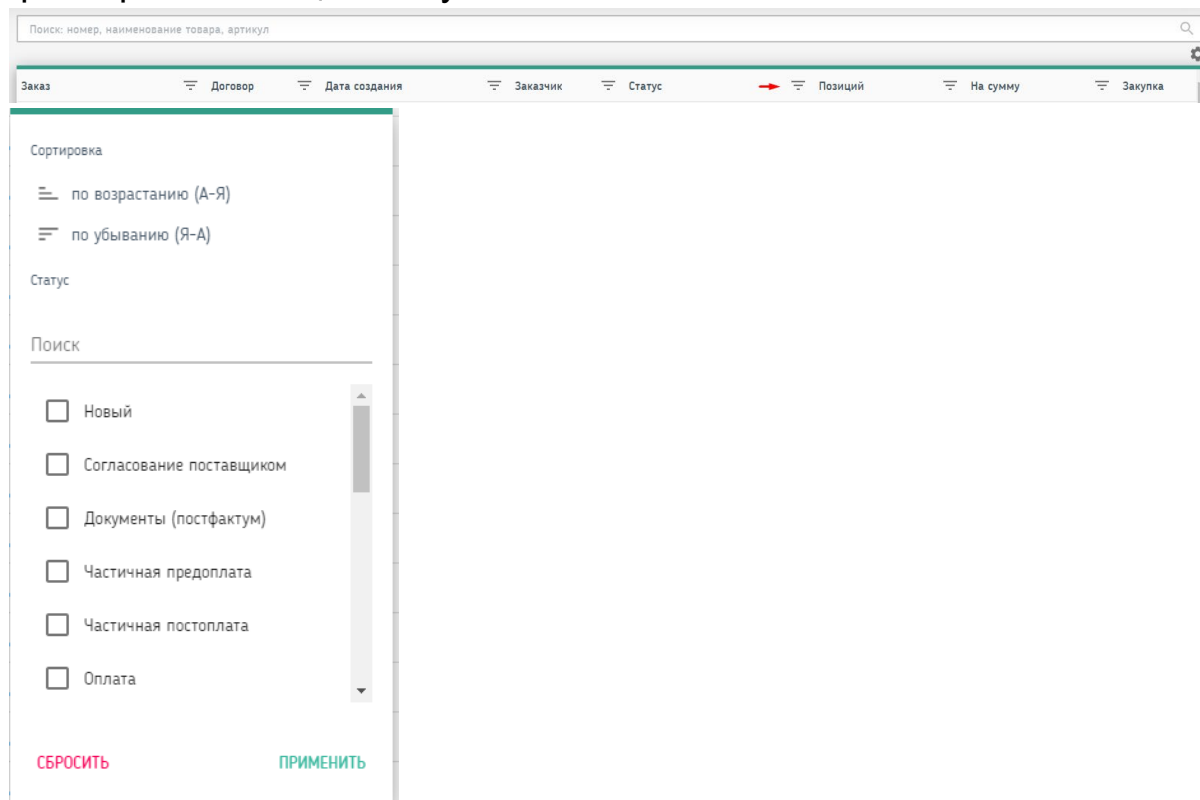 Поиск: номер, наименование товара, артикул
Заказ Договор Дата создания Заказчик Статус Позиций На сумму Закупка
Сортировка
по возрастанию (А-Я)
по убыванию (Я-А)
Статус
Поиск
Новый
Согласование поставщиком
Документы (постфактум)
Частичная предоплата
Частичная постоплата
Оплата
СБРОСИТЬ ПРИМЕНИТЬ